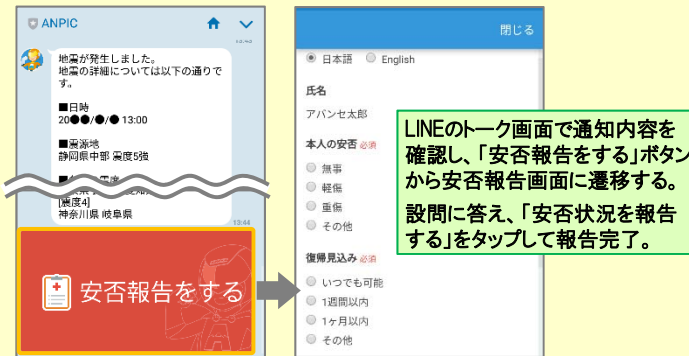 ANPIC
地震が発生しました。
地震の詳細については以下の通りで
す。
■日時
20●●/●/● 13:00
■震源地
静岡県中部 震度5強
[震度4]
神奈川県 岐阜県
13:44
安否報告をする
閉じる
日本語 English
氏名
アバンセ太郎
本人の安否 必須
無事
軽傷
重傷
その他
復帰見込み 必須
いつでも可能
1週間以内
1ヶ月以内
その他
LINEのトーク画面で通知内容を
確認し、「安否報告をする」ボタン
から安否報告画面に遷移する。
設問に答え、「安否状況を報告
する」をタップして報告完了。